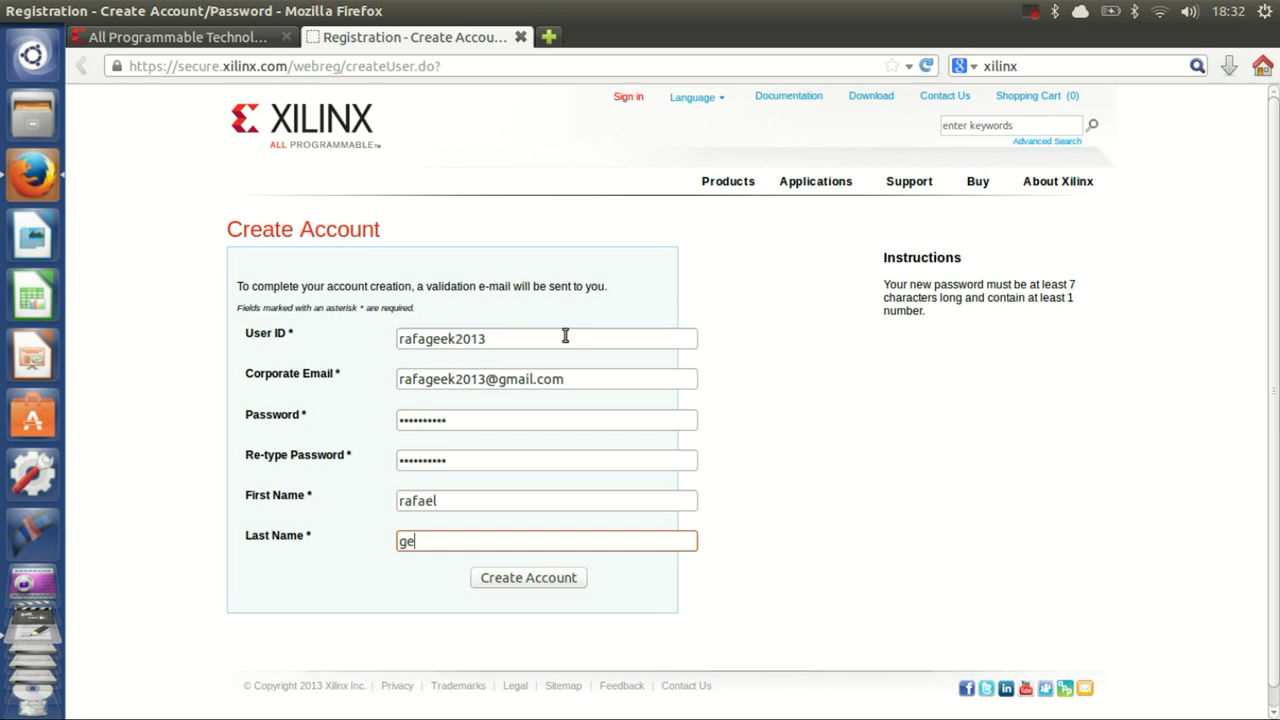 Registration - Create Account/Password - Mozilla Firefox
18:32
All Programmable Technol...
Registration - Create Accou...
https://secure.xilinx.com/webreg/createUser.do?
xilinx
Sign in
Language
Documentation
Download
Contact Us
Shopping Cart (0)
XILINX
ALL PROGRAMMABLE™
enter keywords
Advanced Search
Products
Applications
Support
Buy
About Xilinx
Create Account
To complete your account creation, a validation e-mail will be sent to you.
Fields marked with an asterisk * are required.
User ID *
rafageek2013
Corporate Email *
rafageek2013@gmail.com
Password *
••••••••••
Re-type Password *
••••••••••
First Name *
rafael
Last Name *
ge
Create Account
Instructions
Your new password must be at least 7
characters long and contain at least 1
number.
© Copyright 2013 Xilinx Inc. | Privacy | Trademarks | Legal | Sitemap | Feedback | Contact Us